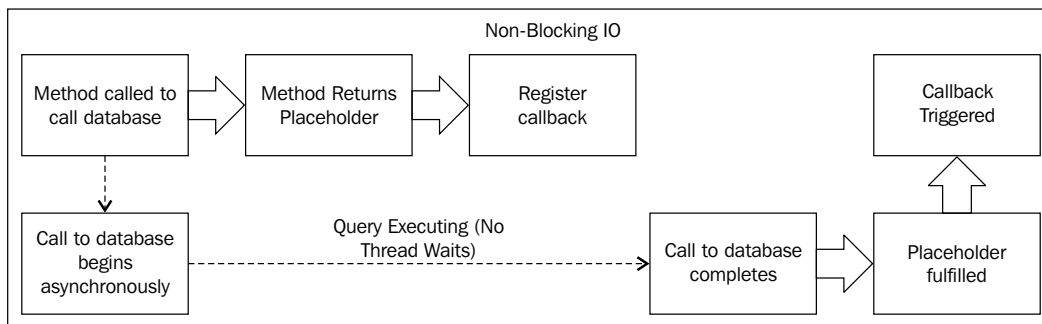 Non-Blocking IO
Method called to
call database
Method Returns
Placeholder
Register
callback
Callback
Triggered
Call to database
begins
asynchronously
Query Executing (No
Thread Waits)
Call to database
completes
Placeholder
fulfilled